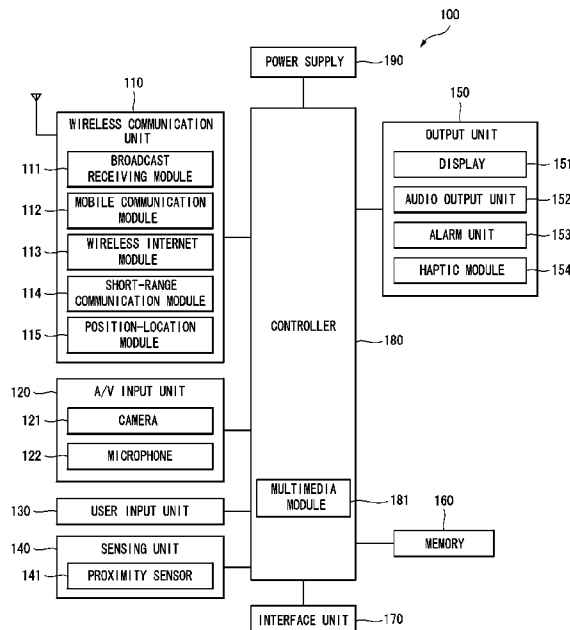 100
POWER SUPPLY
190
110
WIRELESS COMMUNICATION
UNIT
111
BROADCAST
RECEIVING MODULE
112
MOBILE COMMUNICATION
MODULE
113
WIRELESS INTERNET
MODULE
114
SHORT-RANGE
COMMUNICATION MODULE
115
POSITION-LOCATION
MODULE
150
OUTPUT UNIT
DISPLAY
151
AUDIO OUTPUT UNIT
152
ALARM UNIT
153
HAPTIC MODULE
154
CONTROLLER
180
120
A/V INPUT UNIT
121
CAMERA
122
MICROPHONE
MULTIMEDIA
MODULE
181
130
USER INPUT UNIT
140
SENSING UNIT
141
PROXIMITY SENSOR
160
MEMORY
INTERFACE UNIT
170